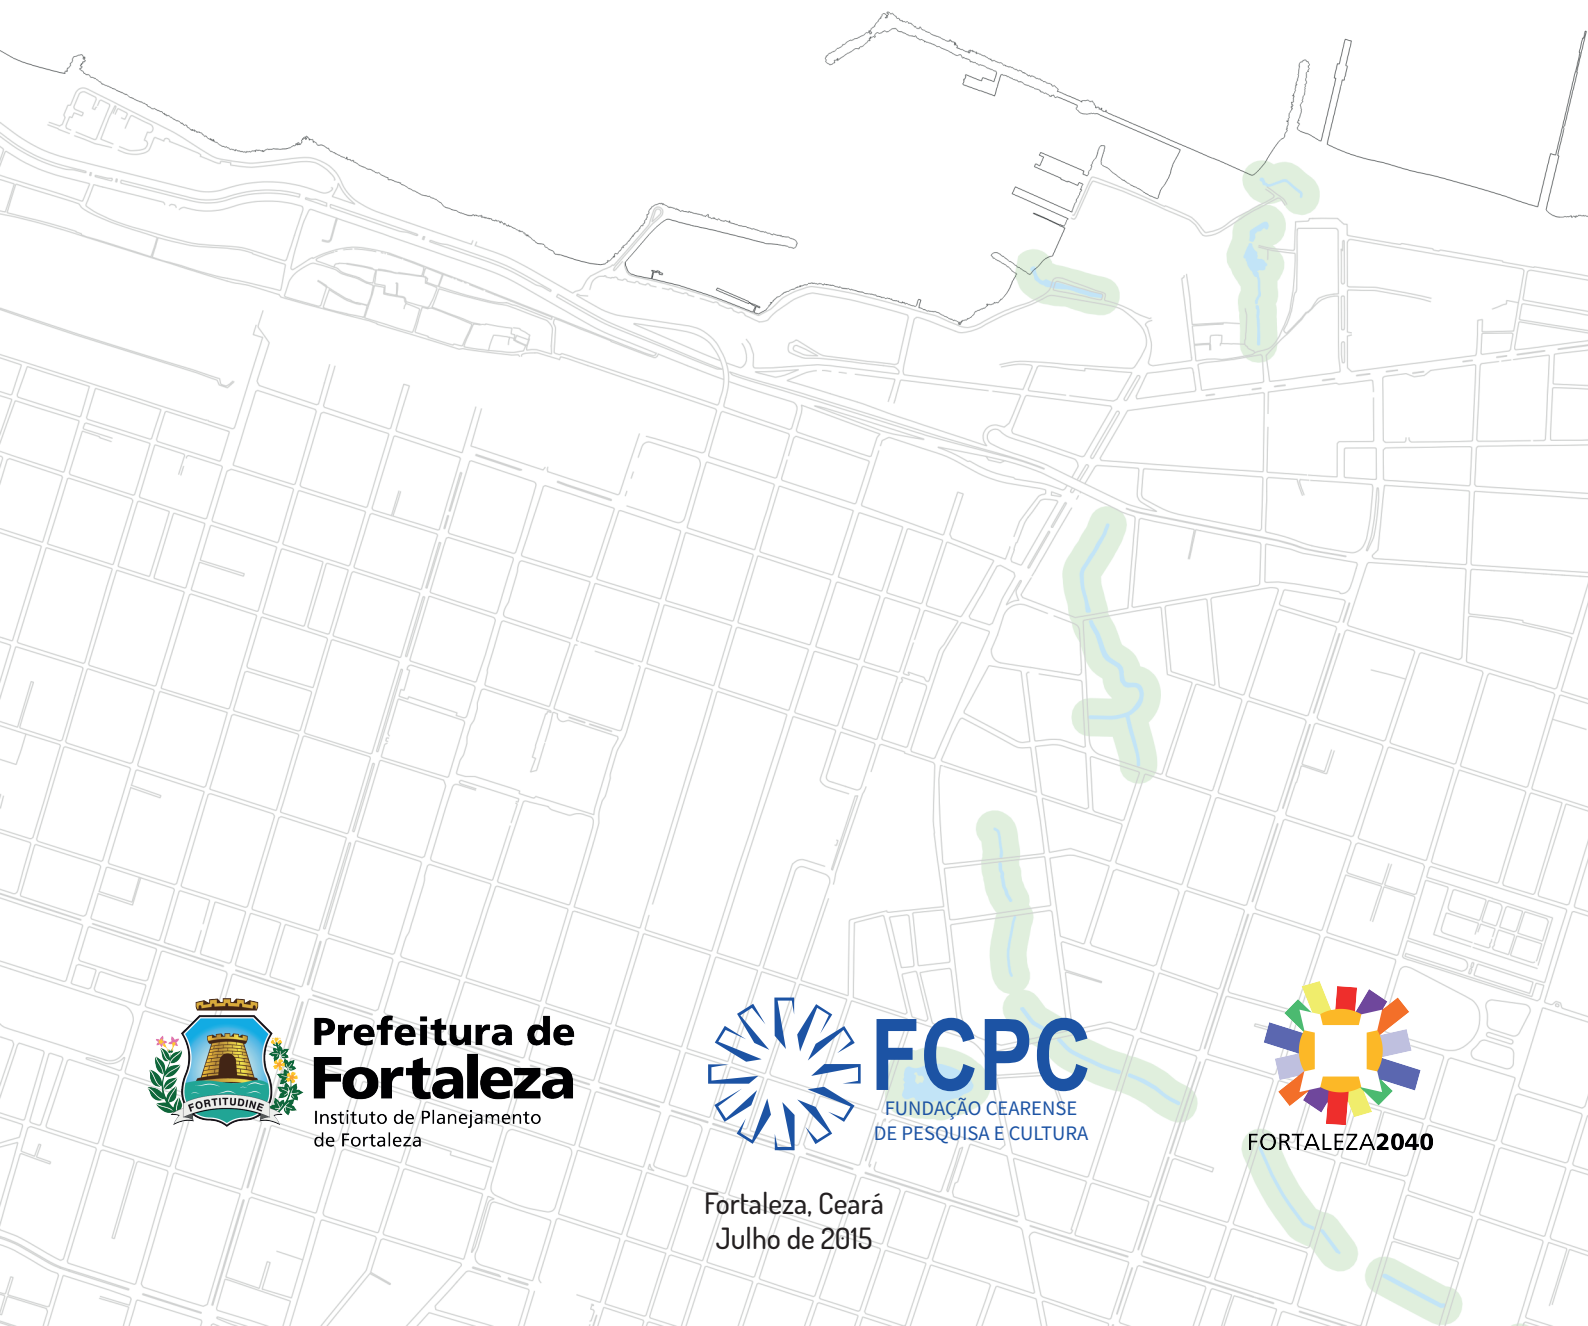 Prefeitura de
Fortaleza
Instituto de Planejamento
de Fortaleza
FORTITUDINE
FCPC
FUNDAÇÃO CEARENSE
DE PESQUISA E CULTURA
FORTALEZA2040
Fortaleza, Ceará
Julho de 2015